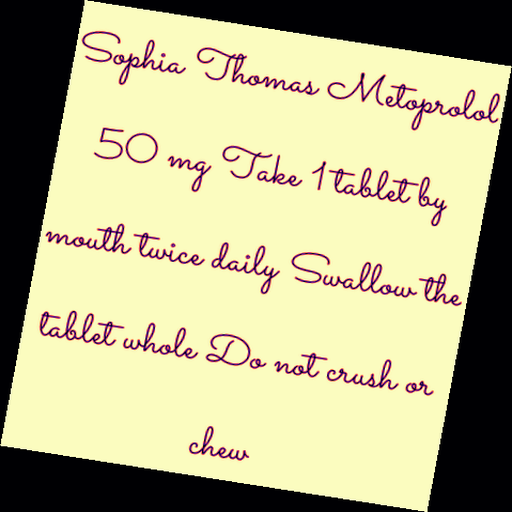 Sophia Thomas Metoprolol
50 mg Take 1 tablet by
mouth twice daily Swallow the
tablet whole Do not crush or
chew